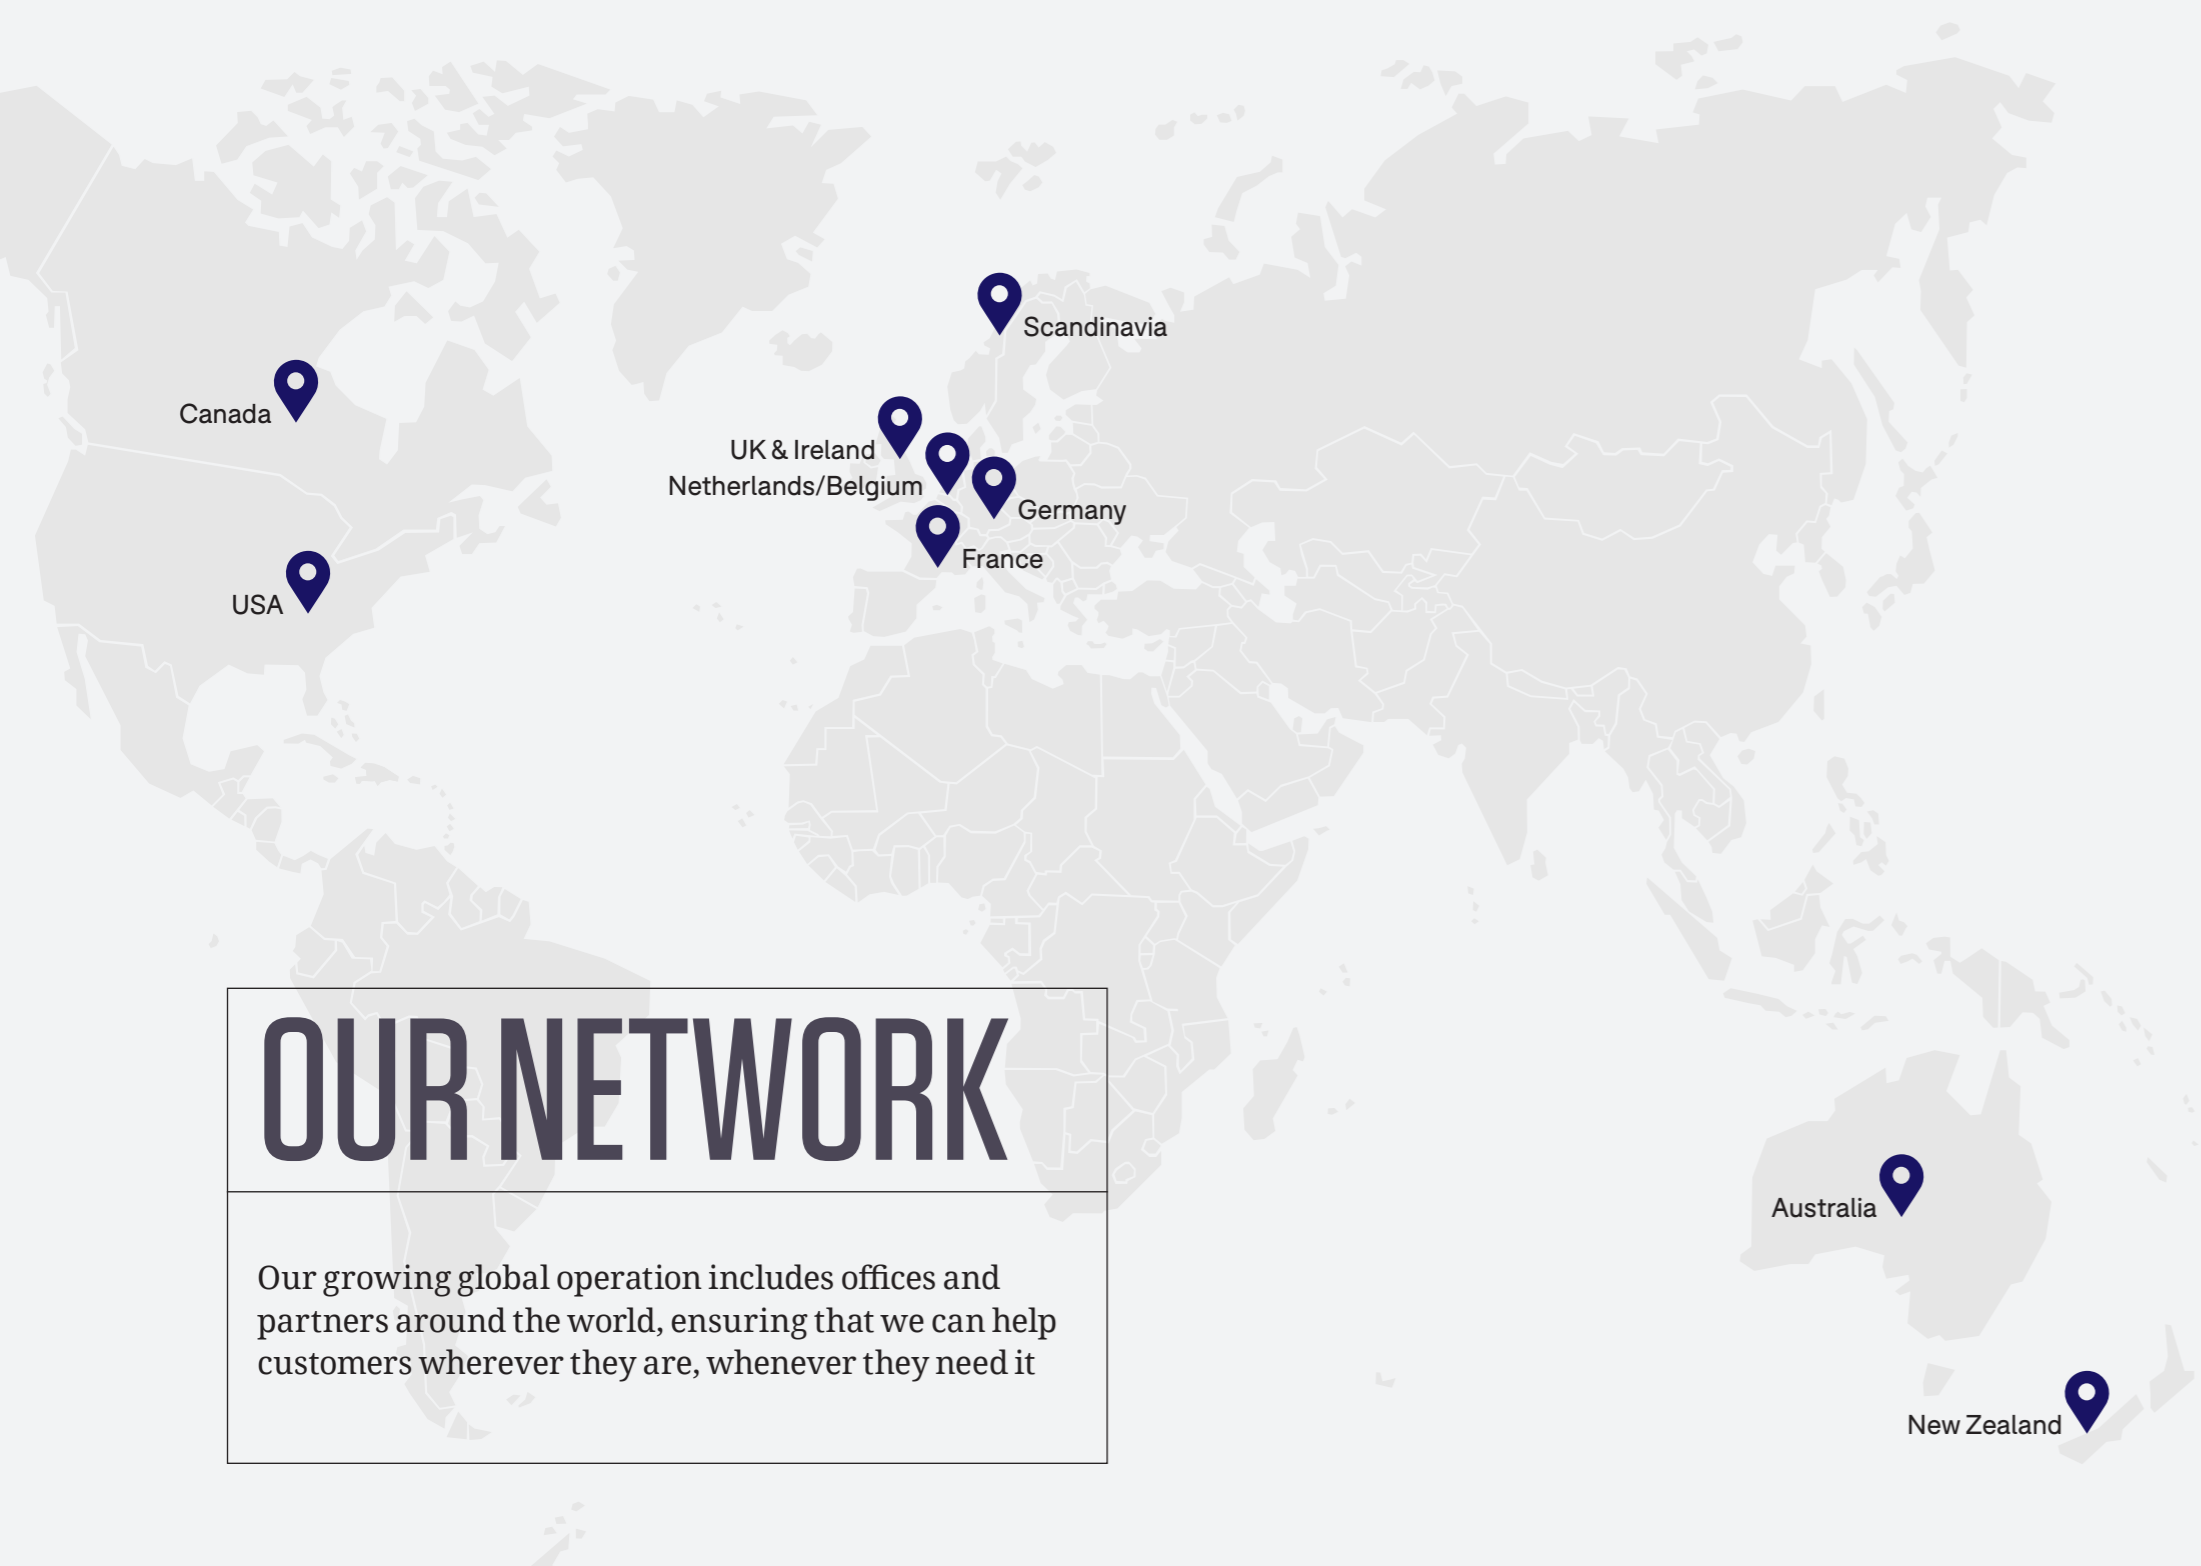 Scandinavia
Canada
UK & Ireland
Netherlands/Belgium
Germany
France
USA
OUR NETWORK
Our growing global operation includes offices and
partners around the world, ensuring that we can help
customers wherever they are, whenever they need it
Australia
New Zealand